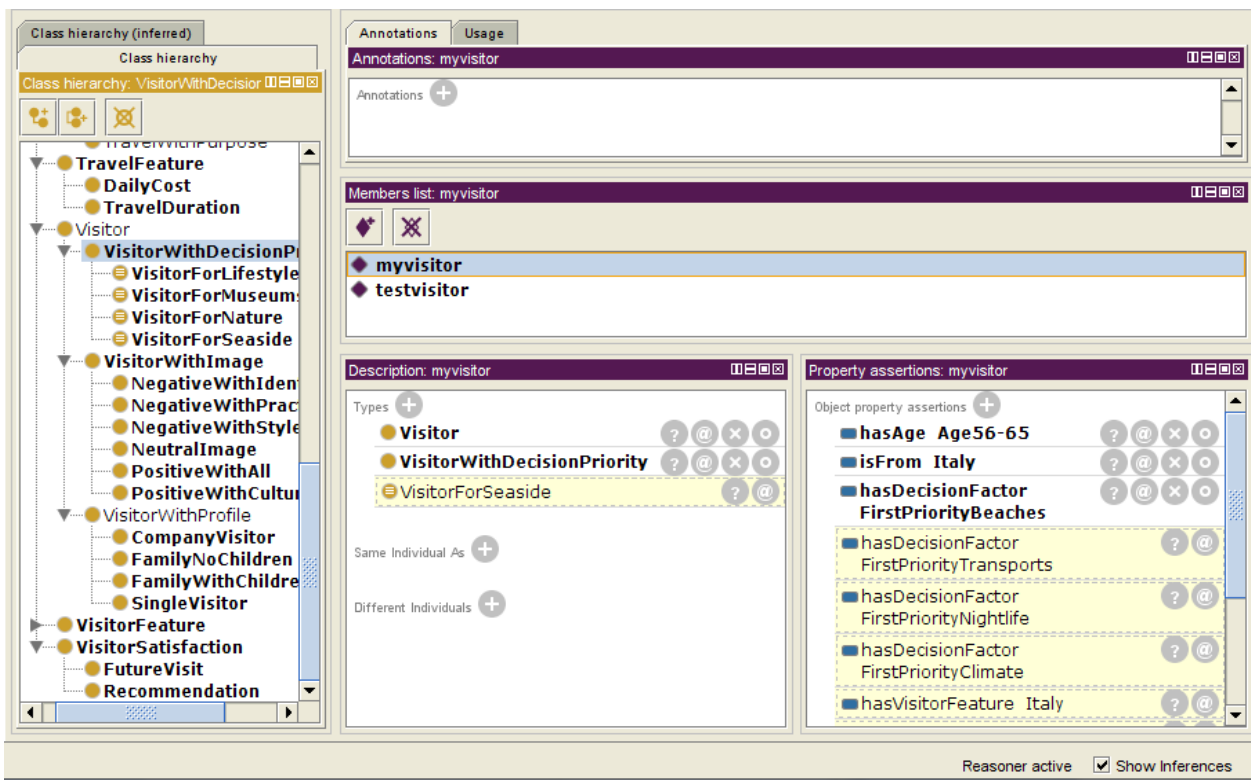 Class hierarchy (inferred)
Class hierarchy
Class hierarchy: VisitorWithDecision
TravelWithPurpose
TravelFeature
DailyCost
TravelDuration
Visitor
VisitorWithDecisionP
VisitorForLifestyle
VisitorForMuseums
VisitorForNature
VisitorForSeaside
VisitorWithImage
NegativeWithIden
NegativeWithPrac
NegativeWithStyle
NeutralImage
PositiveWithAll
PositiveWithCultu
VisitorWithProfile
CompanyVisitor
FamilyNoChildren
FamilyWithChildre
SingleVisitor
VisitorFeature
VisitorSatisfaction
FutureVisit
Recommendation
Annotations Usage
Annotations: myvisitor
Annotations
Members list: myvisitor
myvisitor
testvisitor
Description: myvisitor
Types
Visitor
VisitorWithDecisionPriority
VisitorForSeaside
Same Individual As
Different Individuals
Property assertions: myvisitor
Object property assertions
hasAge Age56-65
isFrom Italy
hasDecisionFactor
FirstPriorityBeaches
hasDecisionFactor
FirstPriorityTransports
hasDecisionFactor
FirstPriorityNightlife
hasDecisionFactor
FirstPriorityClimate
hasVisitorFeature Italy
Reasoner active Show Inferences